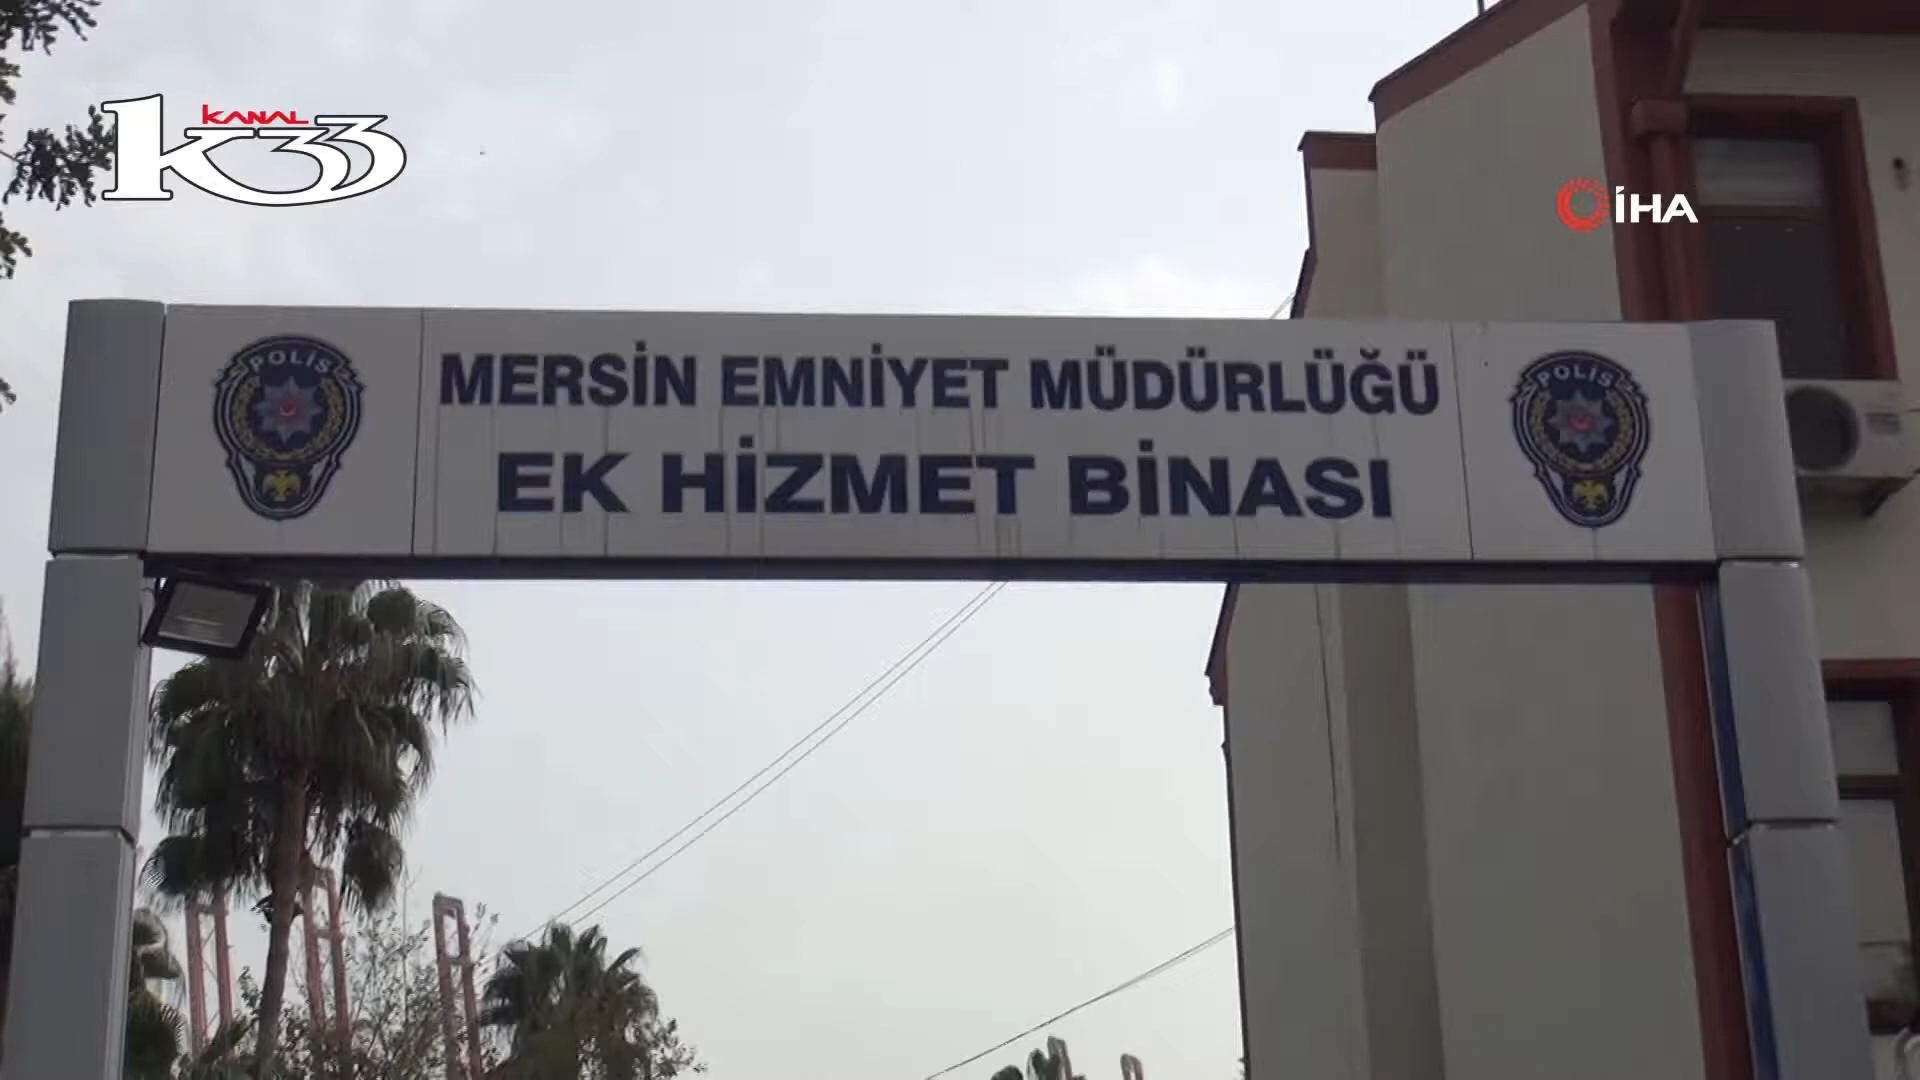 KANAL
K33
İHA
POLİS
MERSİN EMNİYET MÜDÜRLÜĞÜ
EK HİZMET BİNASI
POLİS